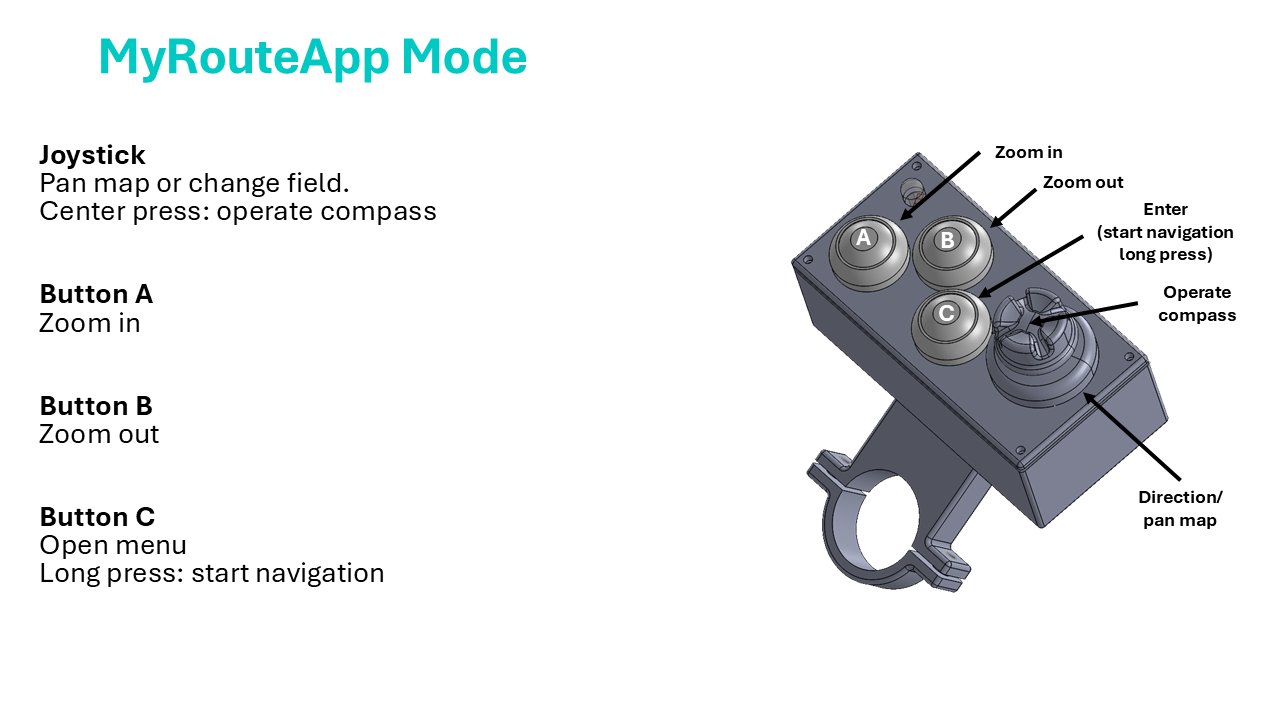 MyRouteApp Mode
Joystick
Pan map or change field.
Center press: operate compass
Button A
Zoom in
Button B
Zoom out
Button C
Open menu
Long press: start navigation
Zoom in
Zoom out
Enter
(start navigation
long press)
Operate
compass
Direction/
pan map
A
B
C